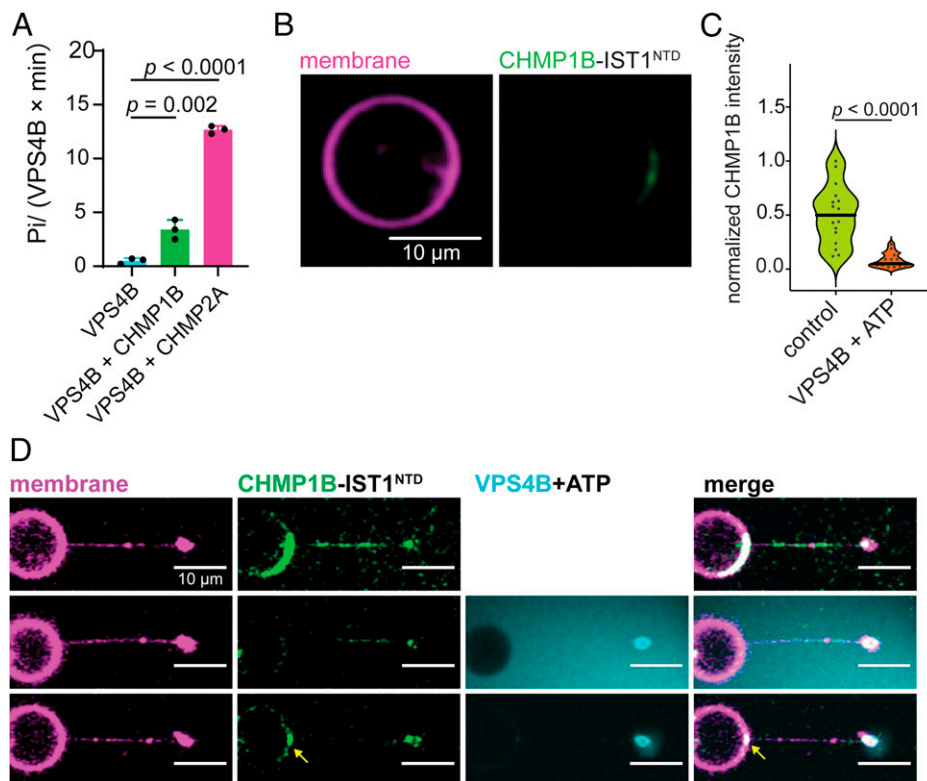 A
Pi/ (VPS4B × min)
20
15
10
5
0
p < 0.0001
p = 0.002
VPS4B
VPS4B + CHMP1B
VPS4B + CHMP2A
B
membrane
CHMP1B-IST1NTD
10 µm
C
normalized CHMP1B intensity
1.5
1.0
0.5
0.0
p < 0.0001
control
VPS4B + ATP
D
membrane
CHMP1B-IST1NTD
VPS4B+ATP
merge
10 µm